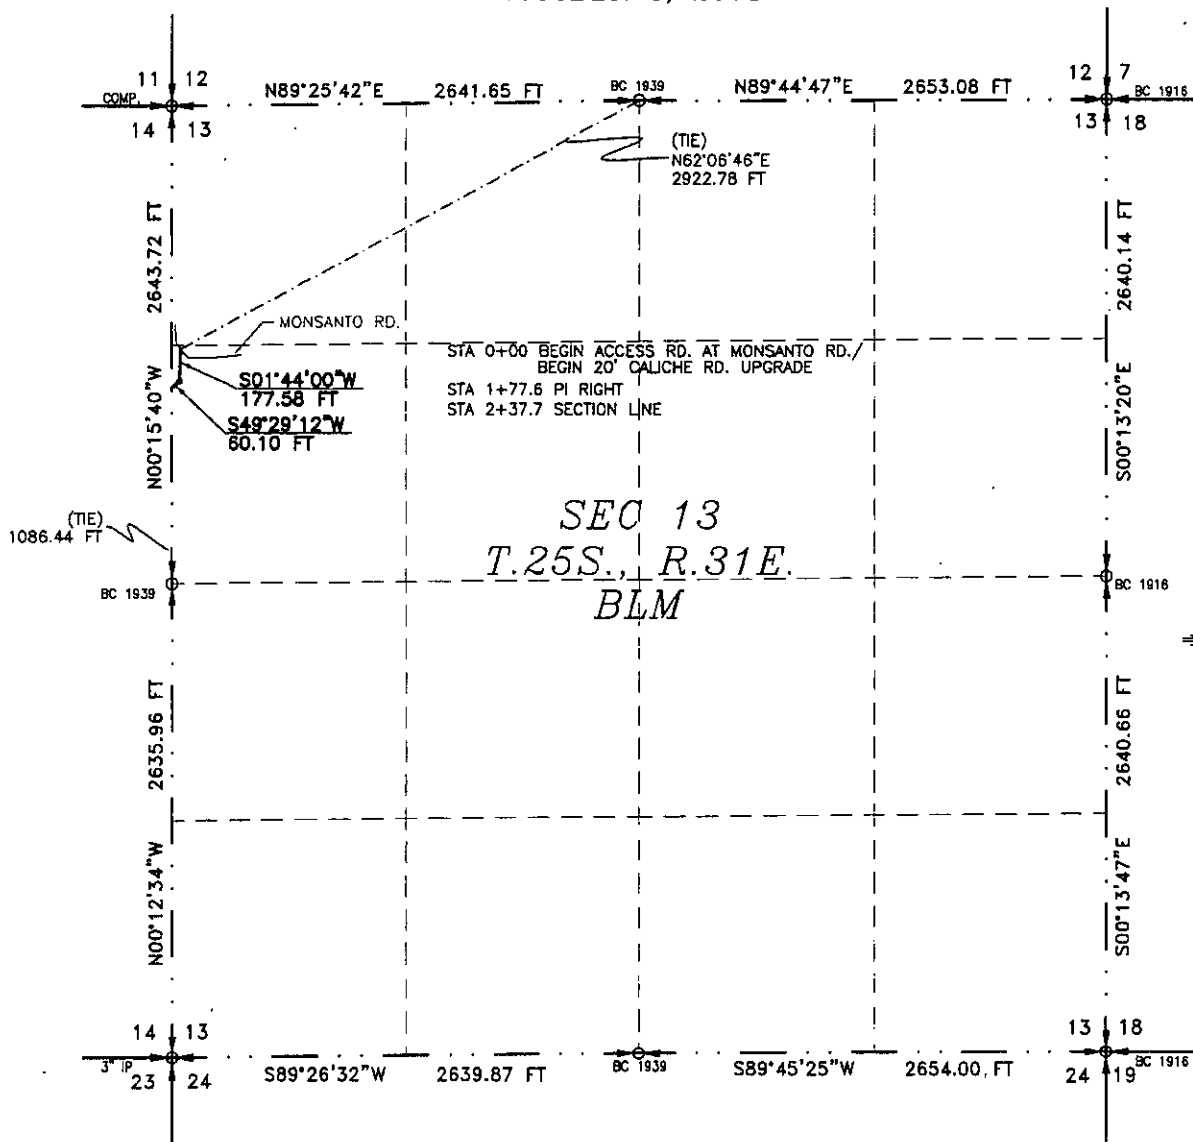 11 12
12 7
COMP.
N89°25'42"E 2641.65 FT
BC 1939
N89°44'47"E 2653.08 FT
BC 1916
14 13
13 18
(TIE)
N62°06'46"E
2922.78 FT
2643.72 FT
N00°15'40"W
2640.14 FT
S00°13'20"E
MONSANTO RD.
S01°44'00"W
177.58 FT
S49°29'12"W
60.10 FT
STA 0+00 BEGIN ACCESS RD. AT MONSANTO RD./
BEGIN 20' CALICHE RD. UPGRADE
STA 1+77.6 PI RIGHT
STA 2+37.7 SECTION LINE
(TIE)
1086.44 FT
SEC 13
T.25S., R.31E.
BLM
BC 1939
BC 1916
2635.96 FT
N00°12'34"W
2640.66 FT
S00°13'47"E
14 13
13 18
3" IP
S89°26'32"W 2639.87 FT
BC 1939
S89°45'25"W 2654.00 FT
BC 1916
23 24
24 19